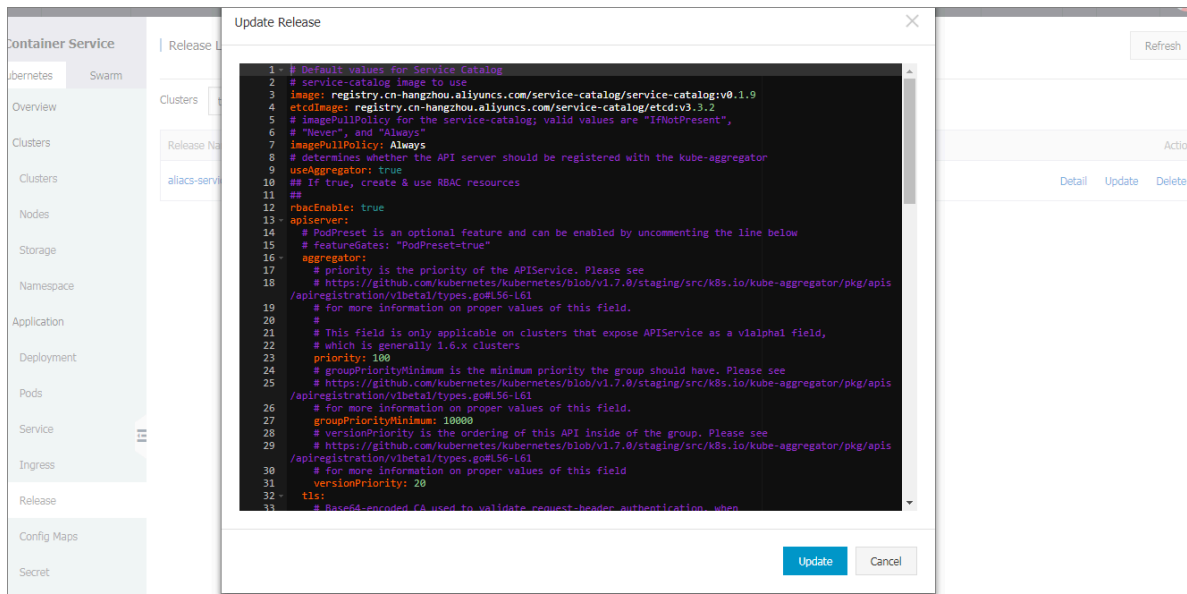 Update Release
Container Service
Release
Refresh
Swarm
Overview
Clusters
Clusters
Release
Clusters
Nodes
Storage
Namespace
Application
Deployment
Pods
Service
Ingress
Release
Config Maps
Secret
Detail Update Delete
1 # Default values for Service Catalog
2 # service-catalog image to use
3 image: registry.cn-hangzhou.aliyuncs.com/service-catalog/service-catalog:v0.1.9
4 etcdImage: registry.cn-hangzhou.aliyuncs.com/service-catalog/etcd:v3.3.2
5 # imagePullPolicy for the service-catalog; valid values are "IfNotPresent",
6 # "Never", and "Always"
7 imagePullPolicy: Always
8 # determines whether the API server should be registered with the kube-aggregator
9 useAggregator: true
10 ## If true, create & use RBAC resources
11 ##
12 rbacEnable: true
13 apiserver:
14 # PodPreset is an optional feature and can be enabled by uncommenting the line below
15 # featureGates: "PodPreset=true"
16 aggregator:
17 # priority is the priority of the APIService. Please see
18 # https://github.com/kubernetes/kubernetes/blob/v1.7.0/staging/src/k8s.io/kube-aggregator/pkg/apis
/apiregistration/v1beta1/types.go#L56-L61
19 # for more information on proper values of this field.
20 #
21 # This field is only applicable on clusters that expose APIService as a v1alpha1 field,
22 # which is generally 1.6.x clusters
23 priority: 100
24 # groupPriorityMinimum is the minimum priority the group should have. Please see
25 # https://github.com/kubernetes/kubernetes/blob/v1.7.0/staging/src/k8s.io/kube-aggregator/pkg/apis
/apiregistration/v1beta1/types.go#L56-L61
26 # for more information on proper values of this field.
27 groupPriorityMinimum: 10000
28 # versionPriority is the ordering of this API inside of the group. Please see
29 # https://github.com/kubernetes/kubernetes/blob/v1.7.0/staging/src/k8s.io/kube-aggregator/pkg/apis
/apiregistration/v1beta1/types.go#L56-L61
30 # for more information on proper values of this field
31 versionPriority: 20
32 tls:
33 # Base64-encoded CA used to validate request-header authentication, when
Update Cancel